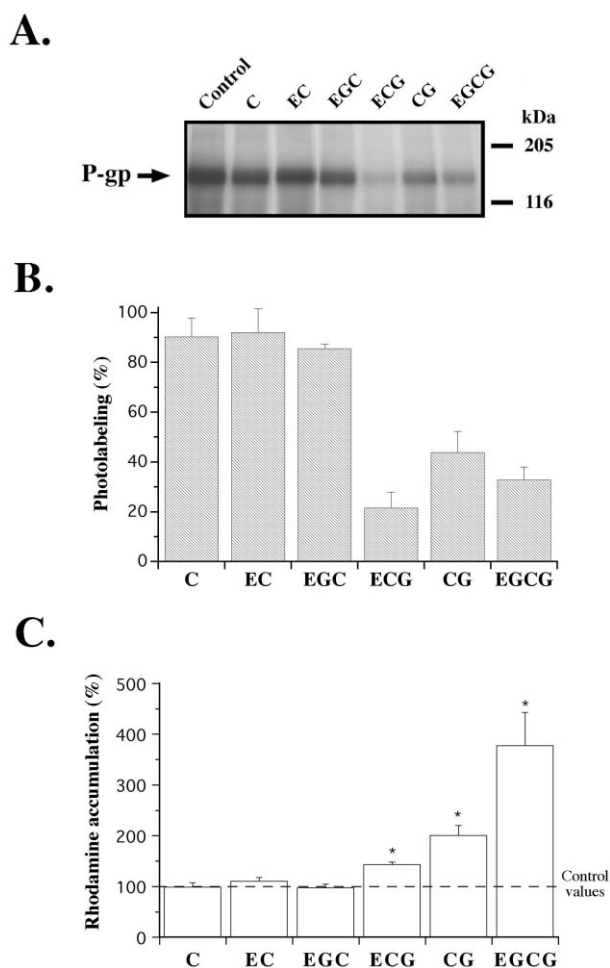 A.
Control C EC EGC ECG CG EGCG
kDa
205
P-gp
116
B.
Photolabeling (%)
100
80
60
40
20
0
C EC EGC ECG CG EGCG
C.
Rhodamine accumulation (%)
500
400
300
200
100
0
* * *
Control
values
C EC EGC ECG CG EGCG